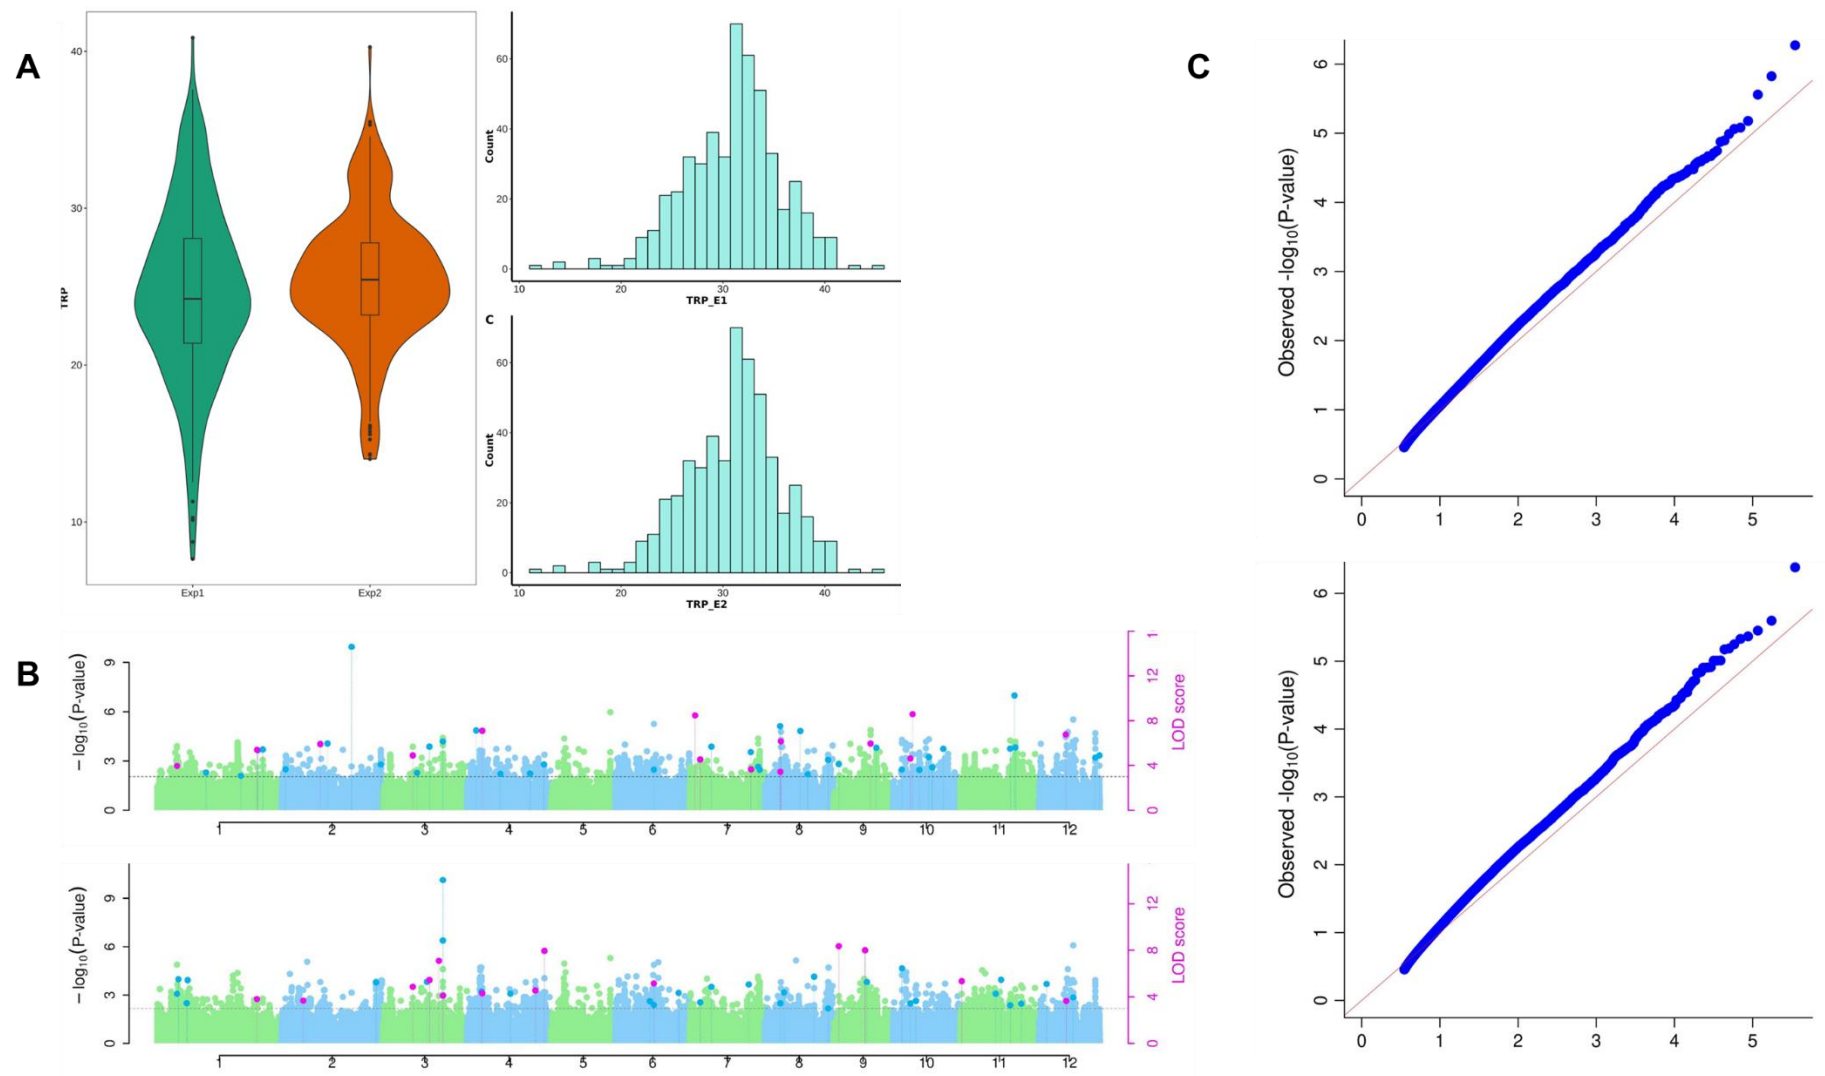 A
TRP
40
30
20
10
Exp1
Exp2
Count
60
40
20
0
10
20
30
40
TRP_E1
C
Count
60
40
20
0
10
20
30
40
TRP_E2
B
− log10(P-value)
9
6
3
0
1
12
8
4
0
LOD score
1 2 3 4 5 6 7 8 9 10 11 12
− log10(P-value)
9
6
3
0
12
8
4
0
LOD score
1 2 3 4 5 6 7 8 9 10 11 12
C
Observed -log10(P-value)
6
5
4
3
2
1
0
0 1 2 3 4 5
Observed -log10(P-value)
6
5
4
3
2
1
0
0 1 2 3 4 5